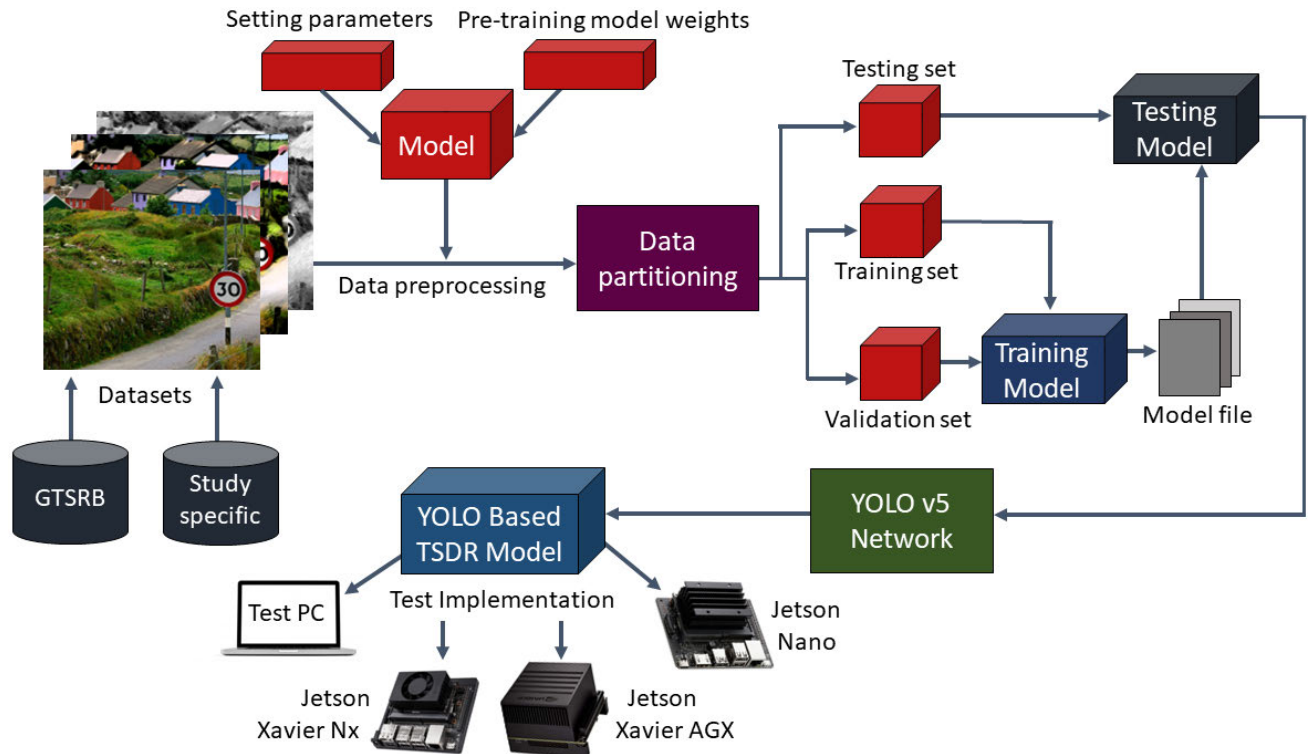 Setting parameters
Pre-training model weights
Model
Testing set
Testing
Model
Data
partitioning
Training set
Data preprocessing
30
Training
Model
Validation set
Model file
Datasets
GTSRB
Study
specific
YOLO Based
TSDR Model
YOLO v5
Network
Test PC
Test Implementation
Jetson
Nano
Jetson
Xavier Nx
Jetson
Xavier AGX